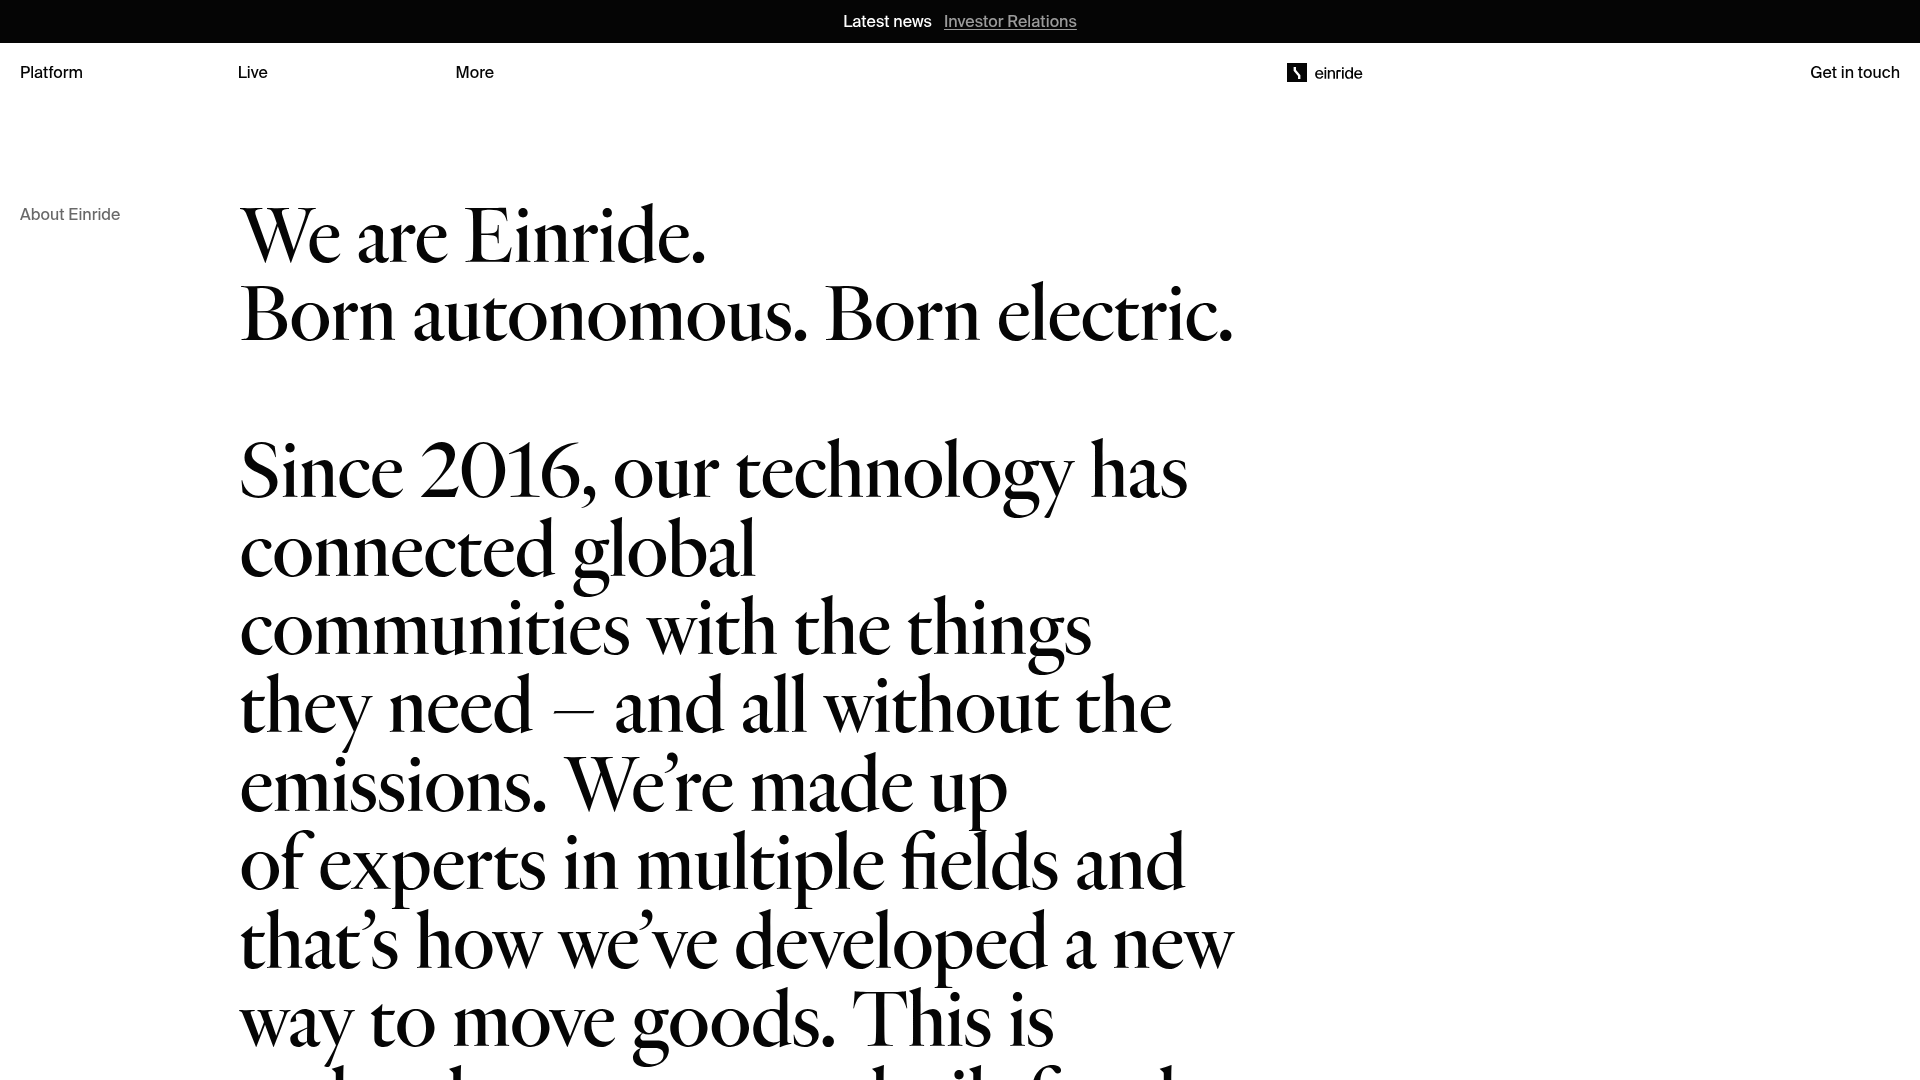 Latest news Investor Relations
Platform Live More einride Get in touch
About Einride
We are Einride.
Born autonomous. Born electric.
Since 2016, our technology has
connected global
communities with the things
they need — and all without the
emissions. We’re made up
of experts in multiple fields and
that’s how we’ve developed a new
way to move goods. This is